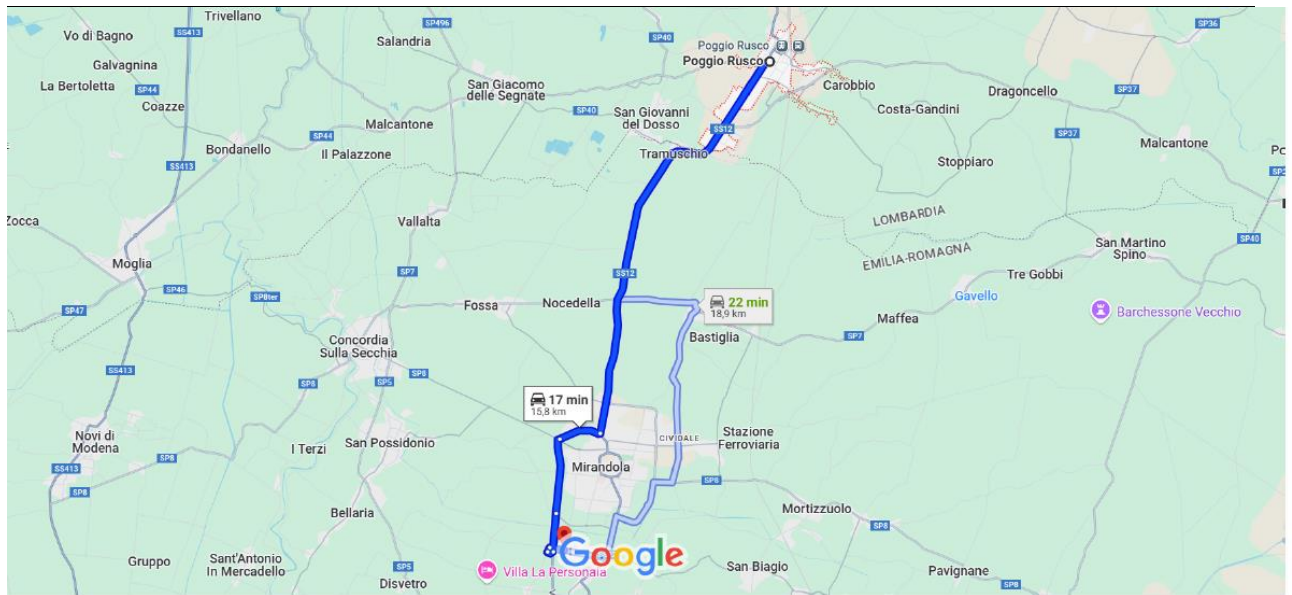 Trivellano
SP496
SP36
Vo di Bagno
SS413
Salandria
SP40
Poggio Rusco
Galvagnina
Poggio Rusco
La Bertoletta
SP44
San Giacomo
delle Segnate
Carobbio
Dragoncello
SP37
Coazze
SP40
San Giovanni
del Dosso
Costa-Gandini
Malcantone
SS12
SP37
Bondanello
SP44
Il Palazzone
Tramuschio
Malcantone
SS413
Stoppiaro
Zocca
Vallalta
LOMBARDIA
SP40
Moglia
EMILIA-ROMAGNA
San Martino
Spino
SP7
SS12
Tre Gobbi
SP46
SP8ter
Fossa
Nocedella
22 min
18,9 km
Gavello
SP47
Maffea
Barchessone Vecchio
Concordia
Sulla Secchia
Bastiglia
SP7
SS413
SP8
SP8
SP5
17 min
15,8 km
Novi di
Modena
I Terzi
San Possidonio
CIVIDALE
Stazione
Ferroviaria
SP8
SS413
Mirandola
SP8
SP8
Bellaria
Mortizzuolo
SP8
Gruppo
Sant'Antonio
In Mercadello
Google
SP5
Villa La Personala
San Biagio
Pavignane
Disvetro
SP8